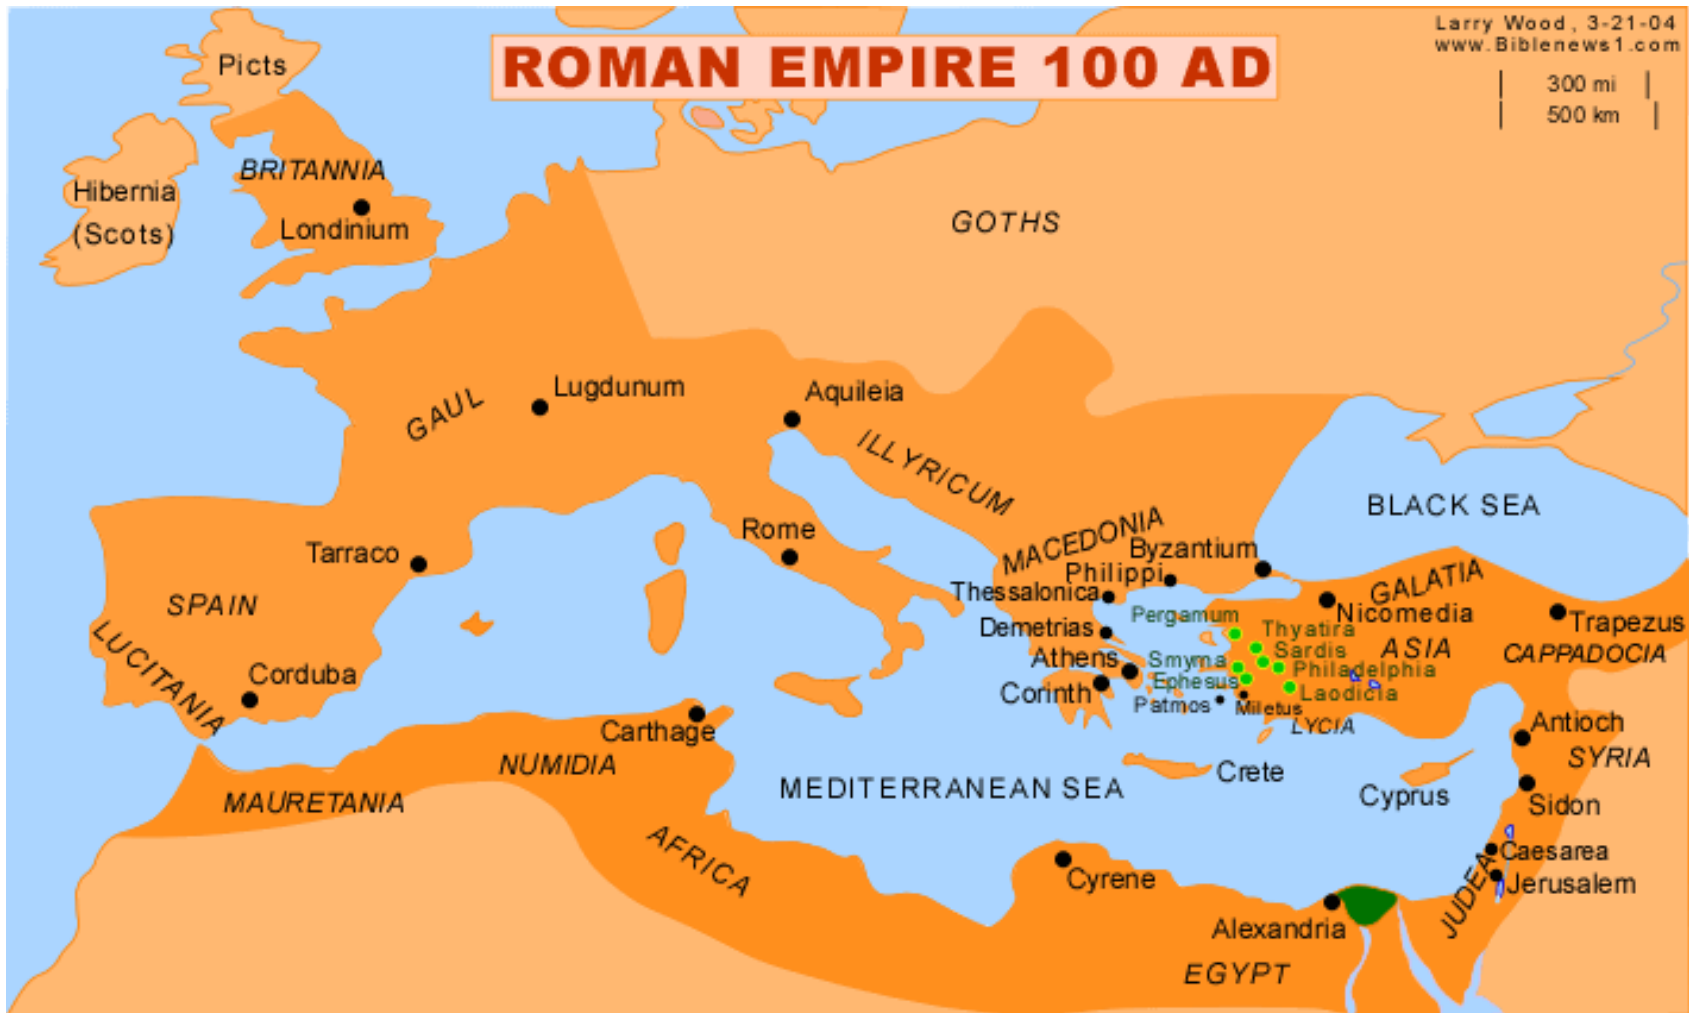 Larry Wood, 3-21-04
www.Biblenews1.com
ROMAN EMPIRE 100 AD
300 mi
500 km
Picts
Hibernia
(Scots)
BRITANNIA
Londinium
GOTHS
GAUL
Lugdunum
Aquileia
ILLYRICUM
BLACK SEA
Rome
Tarraco
SPAIN
LUCITANIA
Corduba
MACEDONIA
Byzantium
Philippi
Thessalonica
Pergamum
Demetrias
Athens
Corinth
GALATIA
Nicomedia
Trapezus
Thyatira
Sardis
ASIA
CAPPADOCIA
Smyrna
Philadelphia
Ephesus
Laodicia
Patmos
Miletus
LYCIA
Carthage
NUMIDIA
MAURETANIA
MEDITERRANEAN SEA
Crete
Cyprus
Antioch
SYRIA
Sidon
AFRICA
Cyrene
Caesarea
JUDEA
Jerusalem
Alexandria
EGYPT